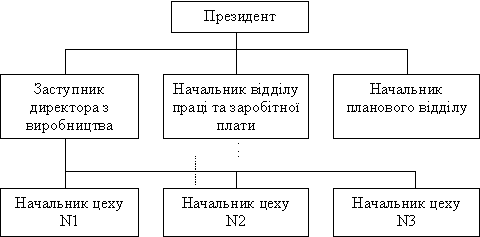 Президент
Заступник
директора з
виробництва
Начальник відділу
праці та заробітної
плати
Начальник
планового відділу
Начальник цеху
N1
Начальник цеху
N2
Начальник цеху
N3